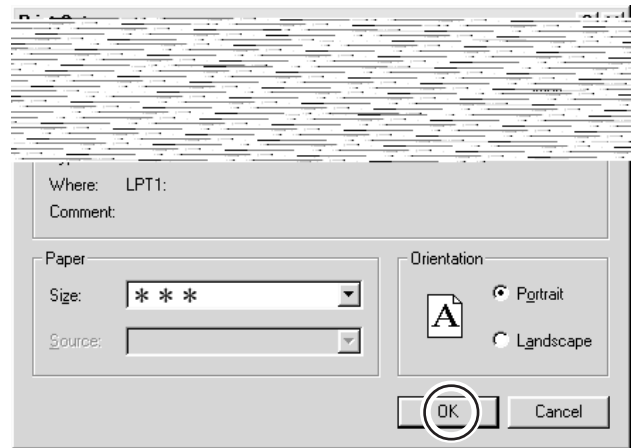 Where: LPT1:
Comment:
Paper
Size: * * *
Source:
Orientation
A
Portrait
Landscape
OK Cancel